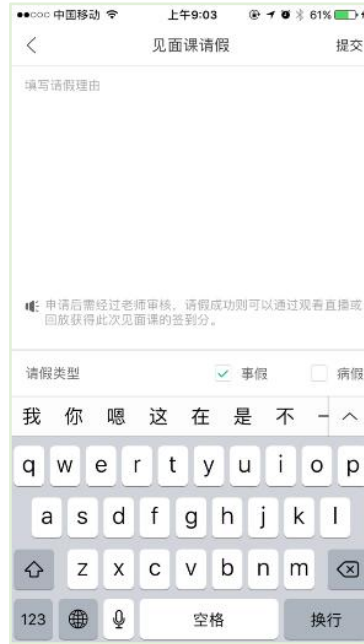 中国移动 上午9:03 61%
见面课请假 提交
填写请假理由
申请后需经过老师审核，请假成功则可以通过观看直播或
回放获得此次见面课的签到分。
请假类型 事假 病假
我 你 嗯 这 在 是 不 一
q w e r t y u i o p
a s d f g h j k l
z x c v b n m
123 空格 换行